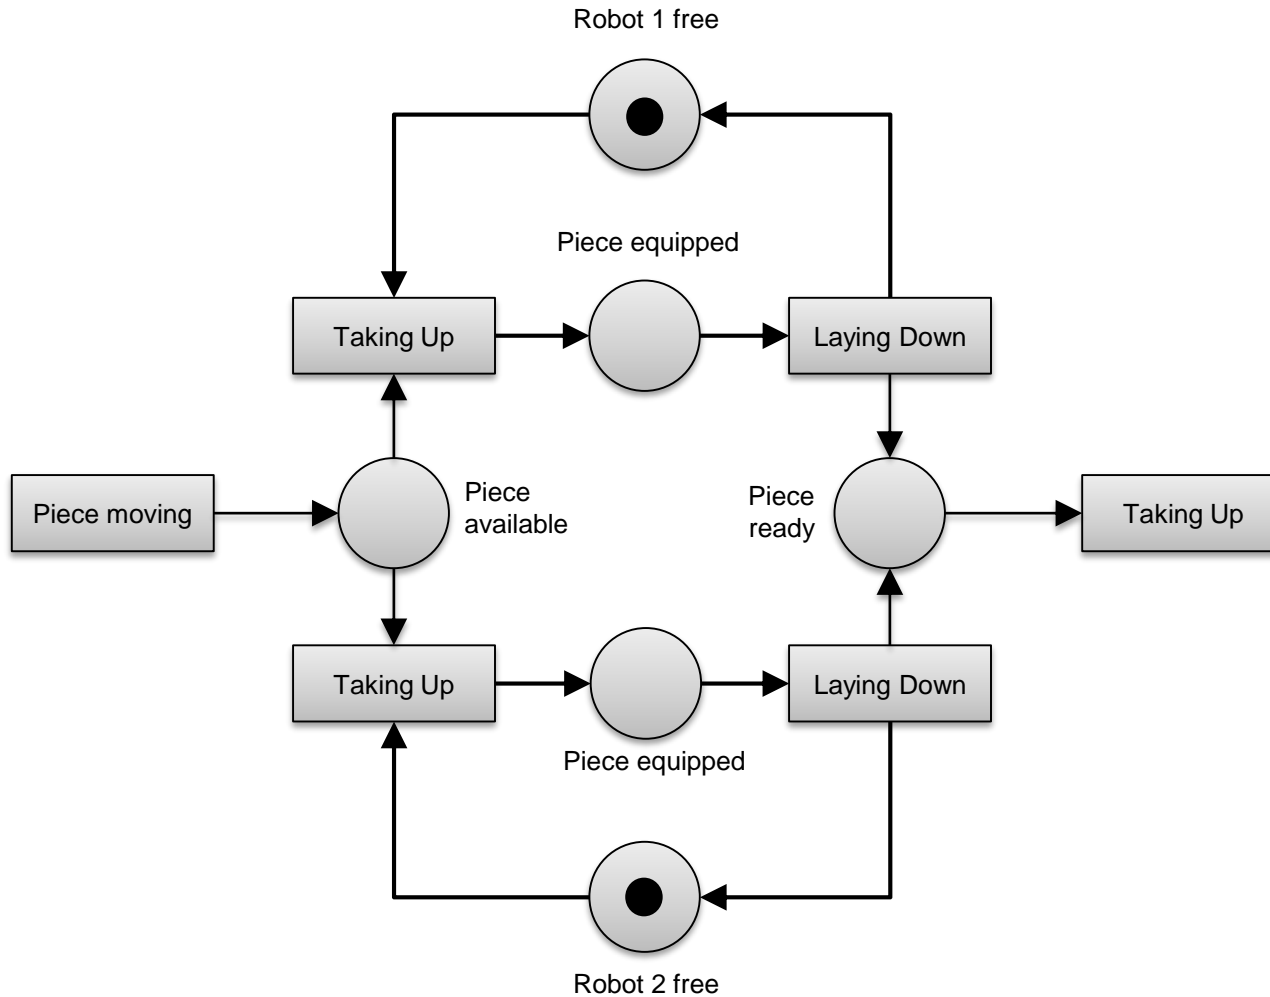 Robot 1 free
Piece equipped
Taking Up
Laying Down
Piece moving
Piece
available
Piece
ready
Taking Up
Taking Up
Laying Down
Piece equipped
Robot 2 free